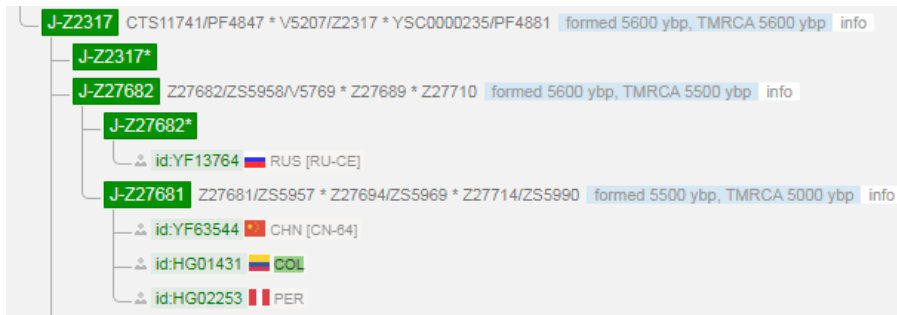 J-Z2317 CTS11741/PF4847 * V5207/Z2317 * YSC0000235/PF4881 formed 5600 ybp, TMRCA 5600 ybp info
J-Z2317*
J-Z27682 Z27682/ZS5958/V5769 * Z27689 * Z27710 formed 5600 ybp, TMRCA 5500 ybp info
J-Z27682*
id:YF13764 RUS [RU-CE]
J-Z27681 Z27681/ZS5957 * Z27694/ZS5969 * Z27714/ZS5990 formed 5500 ybp, TMRCA 5000 ybp info
id:YF63544 CHN [CN-64]
id:HG01431 COL
id:HG02253 PER